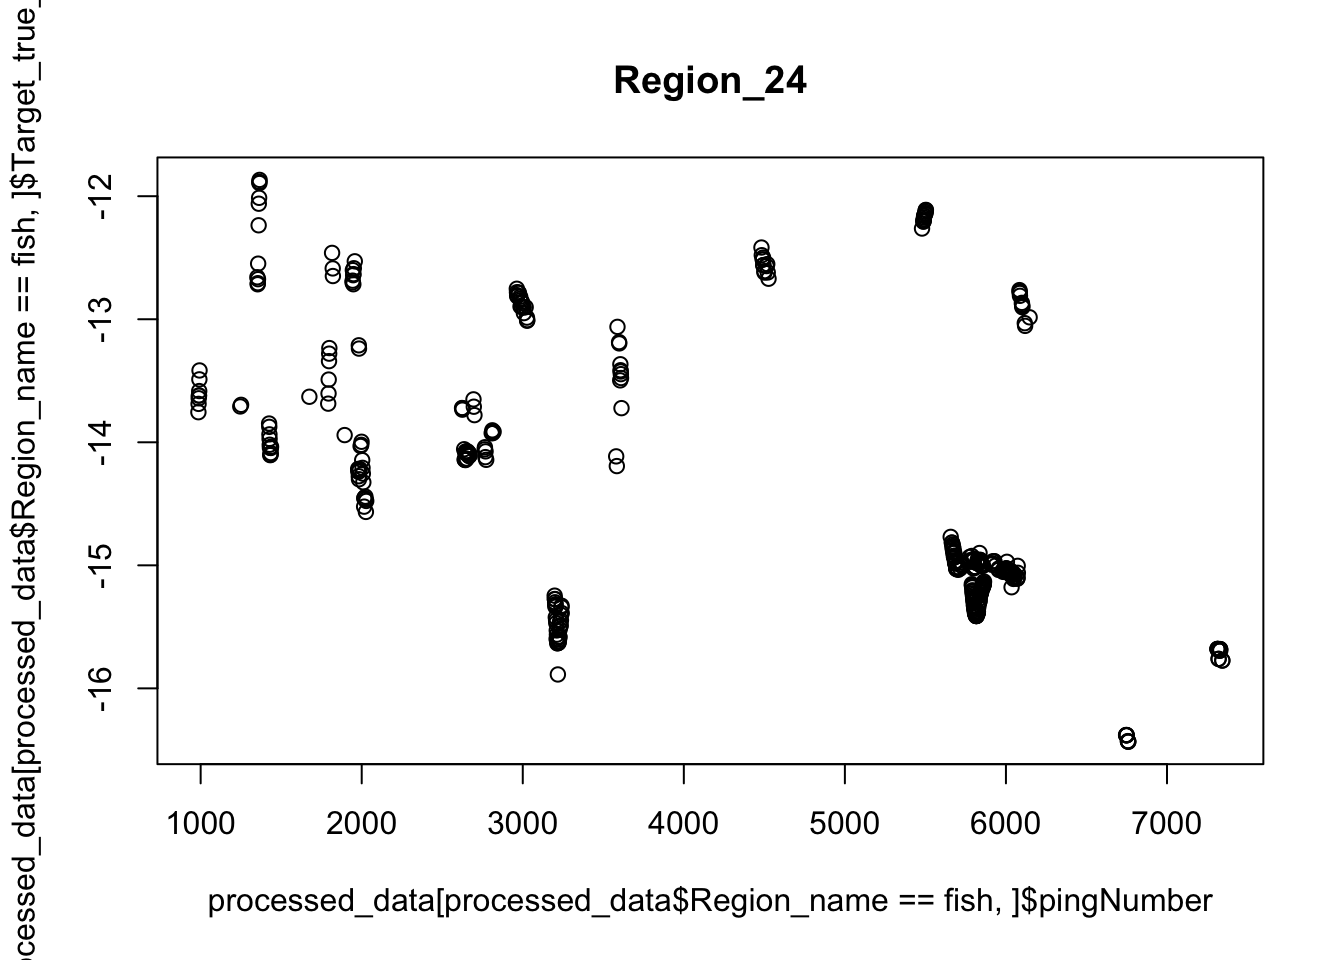 Region_24
processed_data[processed_data$Region_name == fish, ]$Target_true_
-12
-13
-14
-15
-16
1000 2000 3000 4000 5000 6000 7000
processed_data[processed_data$Region_name == fish, ]$pingNumber